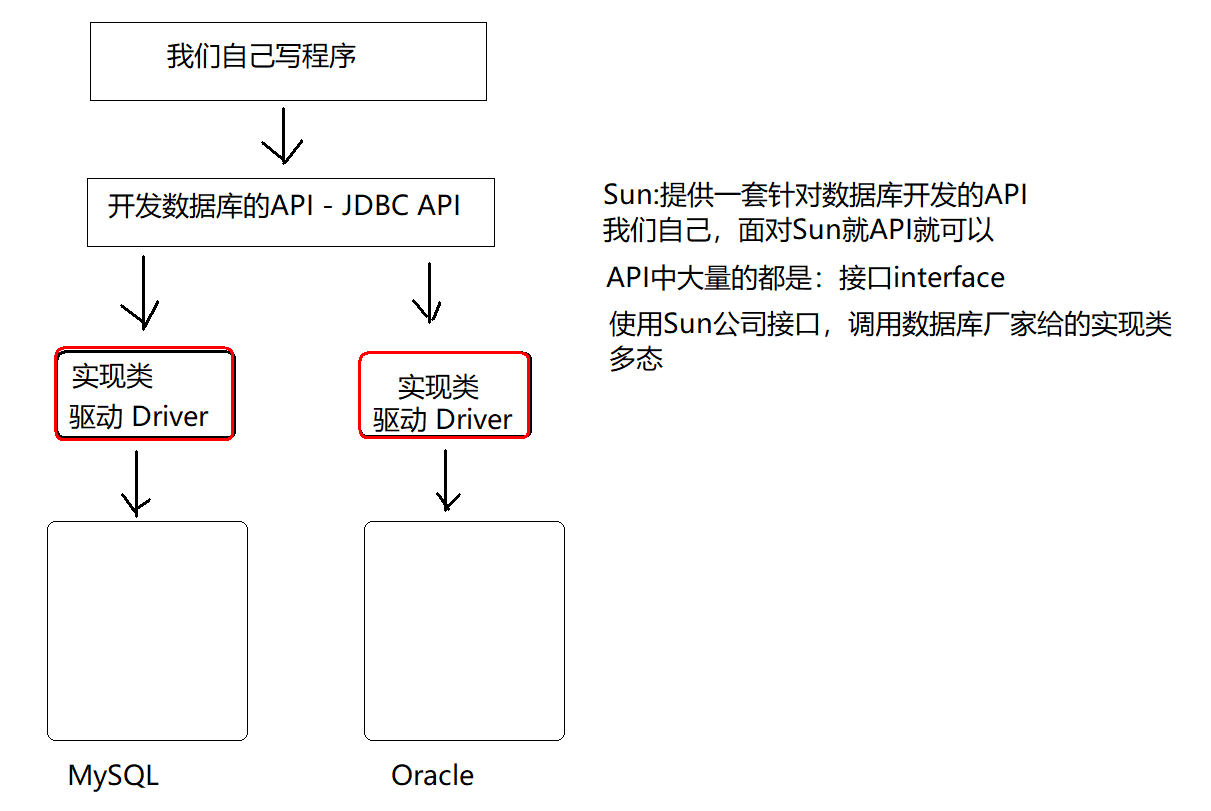 我们自己写程序
开发数据库的API - JDBC API
Sun:提供一套针对数据库开发的API
我们自己，面对Sun就API就可以
API中大量的都是：接口interface
使用Sun公司接口，调用数据库厂家给的实现类
多态
实现类
驱动 Driver
实现类
驱动 Driver
MySQL
Oracle